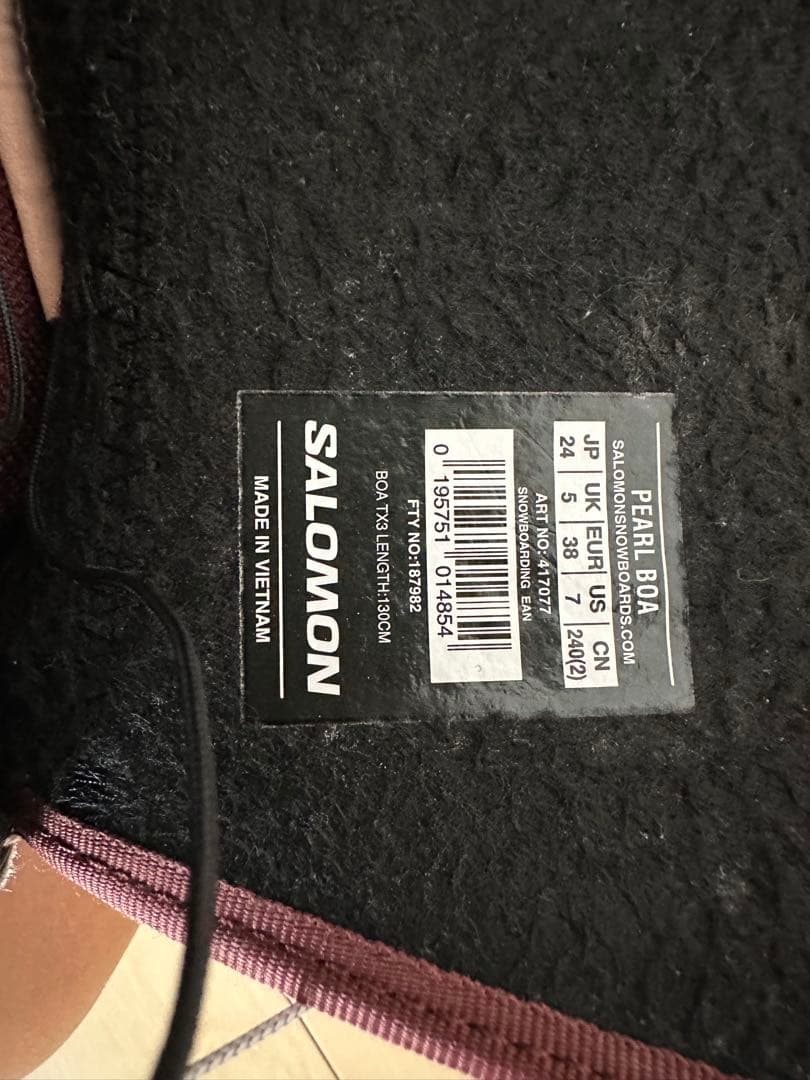 PEARL BOA
SALOMONSNOWBOARDS.COM
JP | UK | EUR | US | CN
24 | 5 | 38 | 7 | 240(2)
ART NO: 417077
SNOWBOARDING EAN
0 195751 014854
FTY NO:187982
BOA TX3 LENGTH:130CM
SALOMON
MADE IN VIETNAM